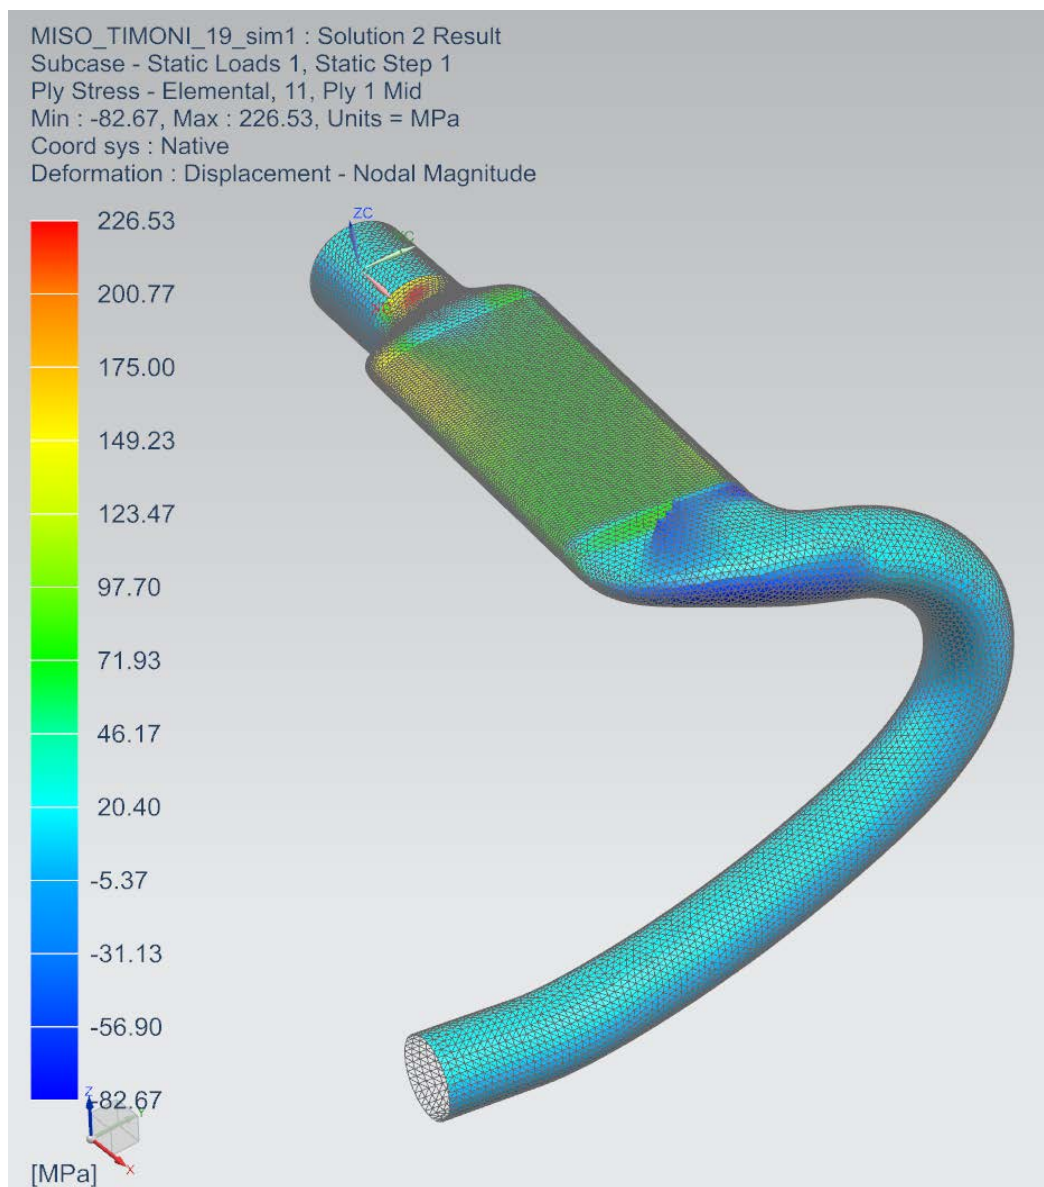 MISO_TIMONI_19_sim1 : Solution 2 Result
Subcase - Static Loads 1, Static Step 1
Ply Stress - Elemental, 11, Ply 1 Mid
Min : -82.67, Max : 226.53, Units = MPa
Coord sys : Native
Deformation : Displacement - Nodal Magnitude
ZC
226.53
200.77
175.00
149.23
123.47
97.70
71.93
46.17
20.40
-5.37
-31.13
-56.90
-82.67
Z
Y
X
[MPa]